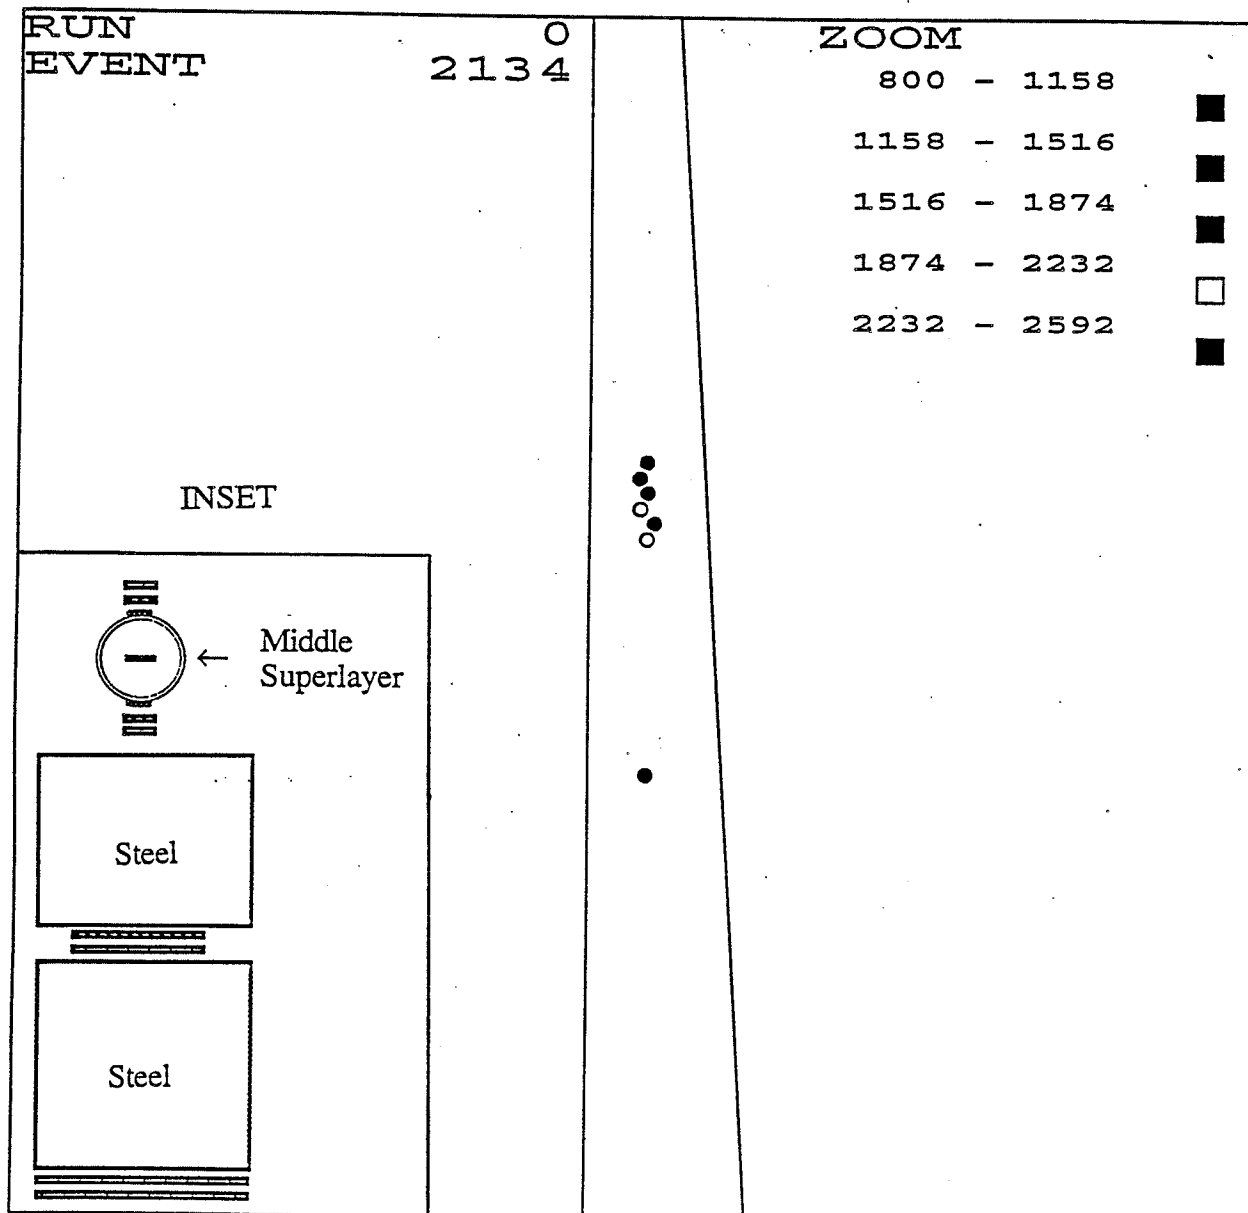 RUN 0
EVENT 2134
ZOOM
800 - 1158
1158 - 1516
1516 - 1874
1874 - 2232
2232 - 2592
INSET
Middle
Superlayer
Steel
Steel